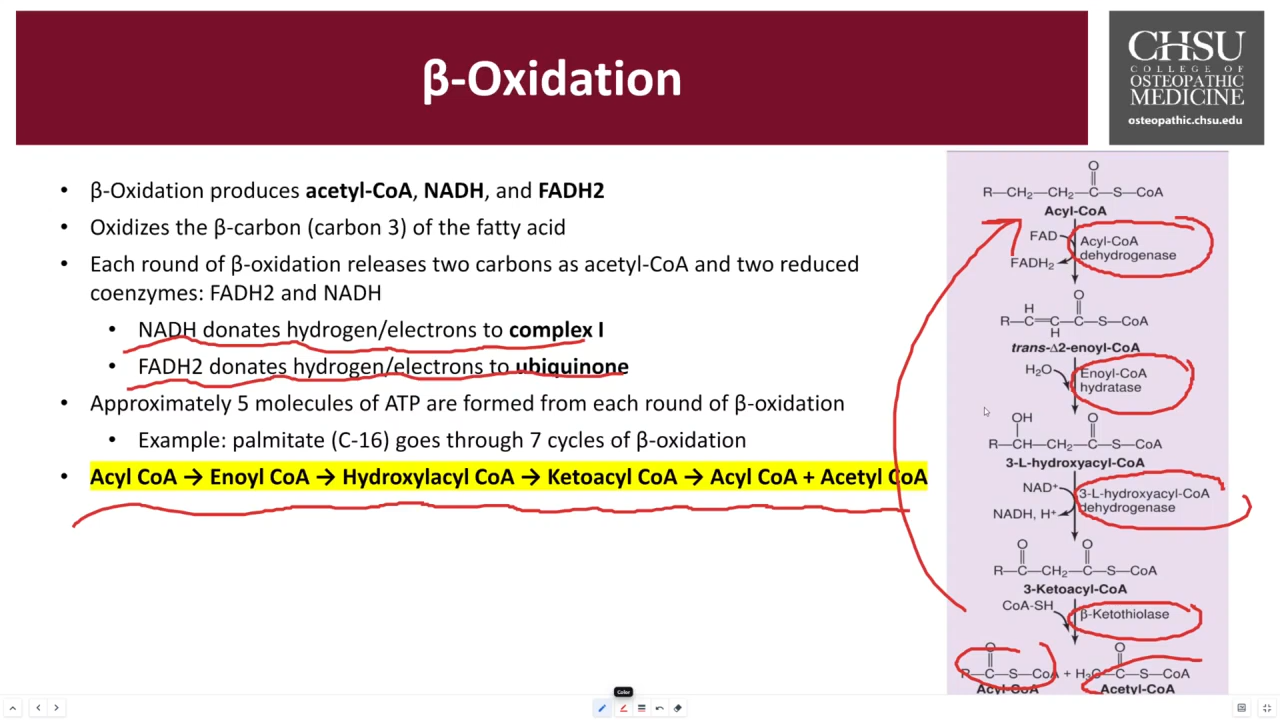 β-Oxidation
CHSU
COLLEGE OF
OSTEOPATHIC
MEDICINE
osteopathic.chsu.edu
• β-Oxidation produces acetyl-CoA, NADH, and FADH2
• Oxidizes the β-carbon (carbon 3) of the fatty acid
• Each round of β-oxidation releases two carbons as acetyl-CoA and two reduced
coenzymes: FADH2 and NADH
• NADH donates hydrogen/electrons to complex I
• FADH2 donates hydrogen/electrons to ubiquinone
• Approximately 5 molecules of ATP are formed from each round of β-oxidation
• Example: palmitate (C-16) goes through 7 cycles of β-oxidation
• Acyl CoA → Enoyl CoA → Hydroxylacyl CoA → Ketoacyl CoA → Acyl CoA + Acetyl CoA
O
R—CH₂—CH₂—C—S—CoA
Acyl-CoA
FAD
Acyl-CoA
dehydrogenase
FADH₂
H O
R—C=C—C—S—CoA
H
trans-Δ2-enoyl-CoA
H₂O
Enoyl-CoA
hydratase
OH O
R—CH—CH₂—C—S—CoA
3-L-hydroxyacyl-CoA
NAD⁺
3-L-hydroxyacyl-CoA
dehydrogenase
NADH, H⁺
O O
R—C—CH₂—C—S—CoA
3-Ketoacyl-CoA
CoA-SH
β-Ketothiolase
O O
R—C—S—CoA + H₃C—C—S—CoA
Acyl-CoA Acetyl-CoA
Color